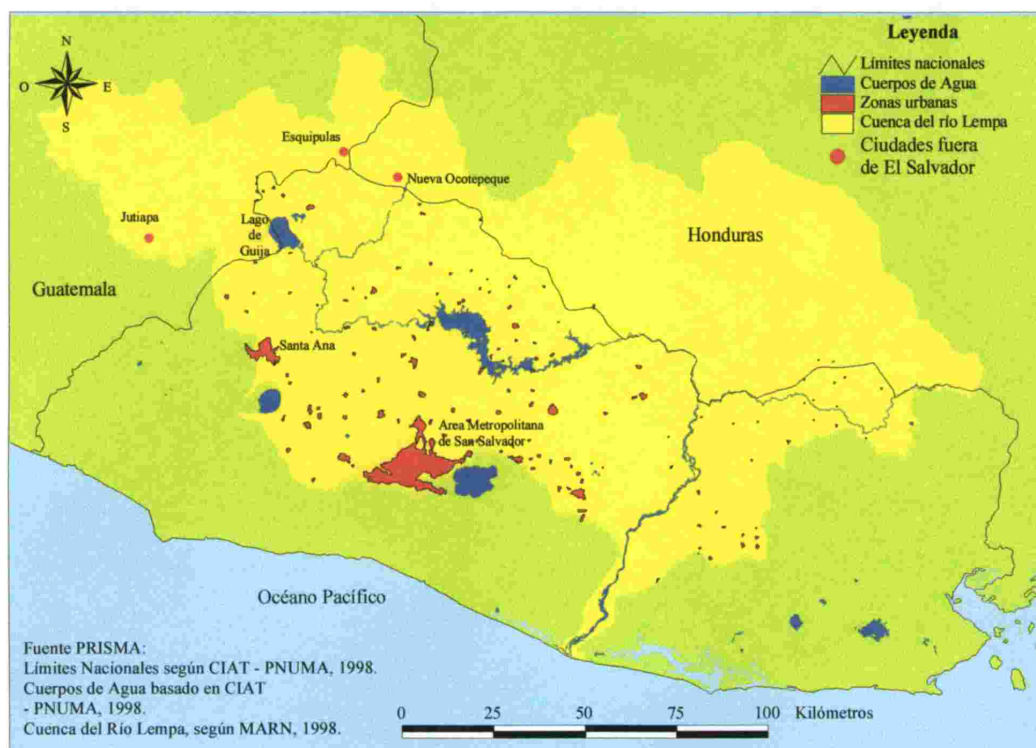 Leyenda
Límites nacionales
Cuerpos de Agua
Zonas urbanas
Cuenca del río Lempa
Ciudades fuera
de El Salvador
N
O
E
S
Esquipulas
Nueva Ocotepeque
Jutiapa
Lago
de
Guija
Honduras
Guatemala
Santa Ana
Area Metropolitana
de San Salvador
Océano Pacífico
Fuente PRISMA:
Límites Nacionales según CIAT - PNUMA, 1998.
Cuerpos de Agua basado en CIAT
- PNUMA, 1998.
Cuenca del Río Lempa, según MARN, 1998.
0 25 50 75 100 Kilómetros